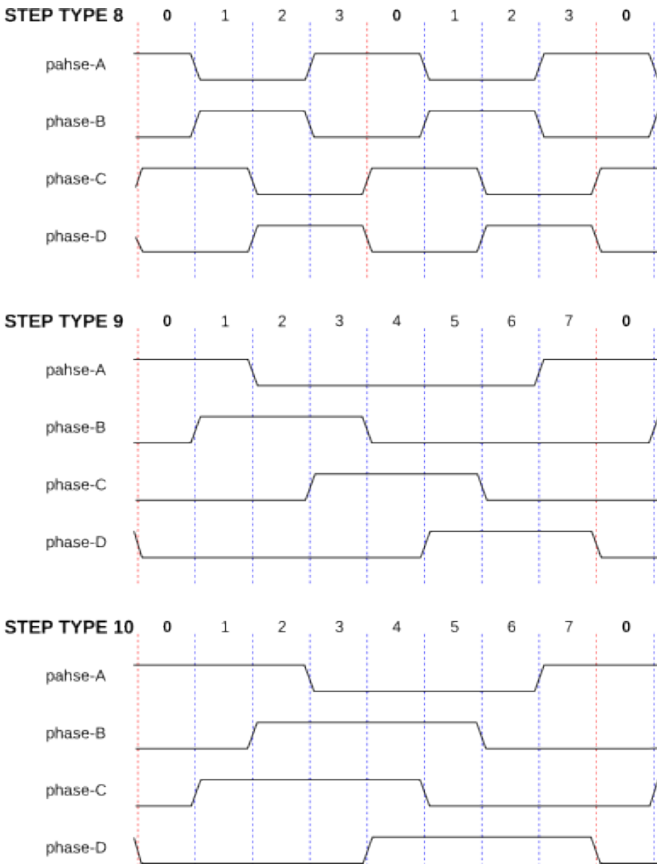 STEP TYPE 8 0 1 2 3 0 1 2 3 0
pahse-A
phase-B
phase-C
phase-D
STEP TYPE 9 0 1 2 3 4 5 6 7 0
pahse-A
phase-B
phase-C
phase-D
STEP TYPE 10 0 1 2 3 4 5 6 7 0
pahse-A
phase-B
phase-C
phase-D